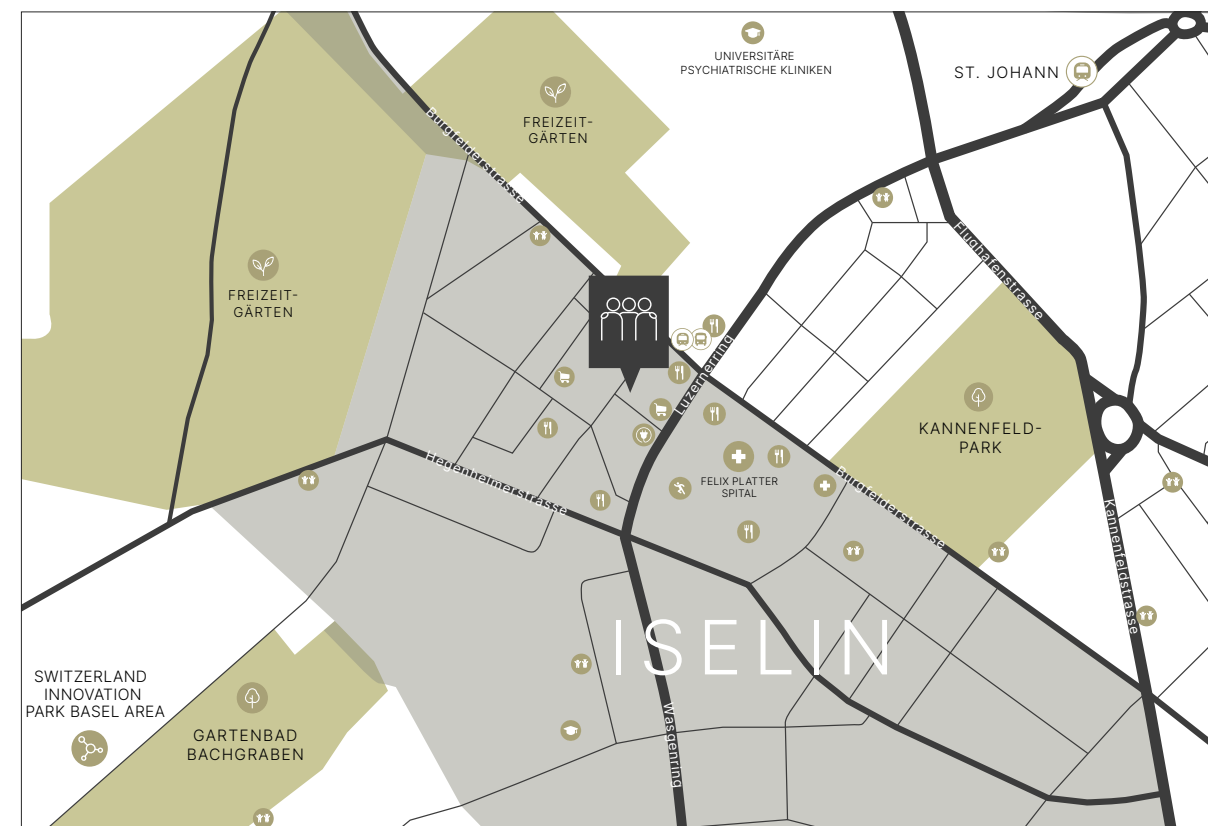 UNIVERSITÄRE
PSYCHIATRISCHE KLINIKEN
ST. JOHANN
FREIZEIT-
GÄRTEN
Burgfelderstrasse
Flughafenstrasse
FREIZEIT-
GÄRTEN
Luzernerring
KANNENFELD-
PARK
Hegenheimerstrasse
FELIX PLATTER
SPITAL
Burgfelderstrasse
Kannenfeldstrasse
ISELIN
SWITZERLAND
INNOVATION
PARK BASEL AREA
GARTENBAD
BACHGRABEN
Wasgenring